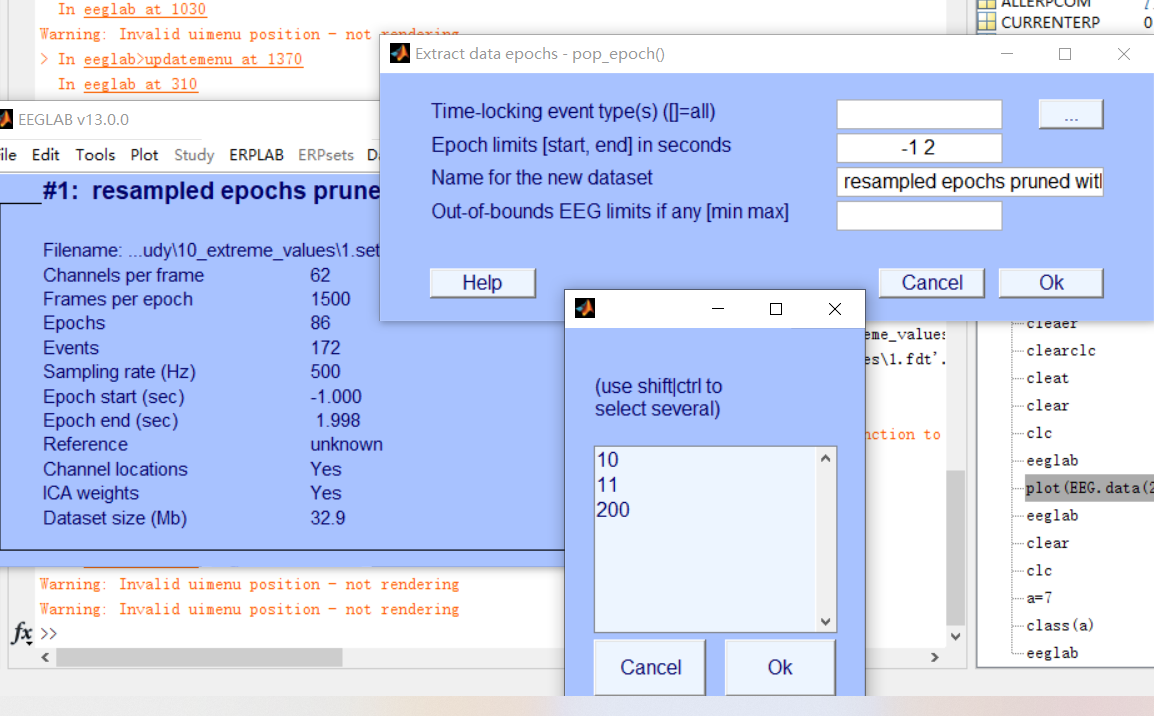 In eeglab at 1030
Warning: Invalid uimenu position - not rendering
> In eeglab>updatemenu at 1370
In eeglab at 310
ALLERPCOM
CURRENTERP 0
Extract data epochs - pop_epoch()
Time-locking event type(s) ([]=all)
...
Epoch limits [start, end] in seconds
-1 2
Name for the new dataset
resampled epochs pruned with
Out-of-bounds EEG limits if any [min max]
Help
Cancel
Ok
EEGLAB v13.0.0
ile Edit Tools Plot Study ERPLAB ERPsets Da
#1: resampled epochs prune
Filename: ...udy\10_extreme_values\1.set
Channels per frame 62
Frames per epoch 1500
Epochs 86
Events 172
Sampling rate (Hz) 500
Epoch start (sec) -1.000
Epoch end (sec) 1.998
Reference unknown
Channel locations Yes
ICA weights Yes
Dataset size (Mb) 32.9
(use shift|ctrl to
select several)
10
11
200
Cancel
Ok
eme_values
es\1.fdt'.
nction to
Warning: Invalid uimenu position - not rendering
Warning: Invalid uimenu position - not rendering
fx >>
cleaer
clearclc
cleat
clear
clc
eeglab
plot(EEG.data(2
eeglab
clear
clc
a=7
class(a)
eeglab